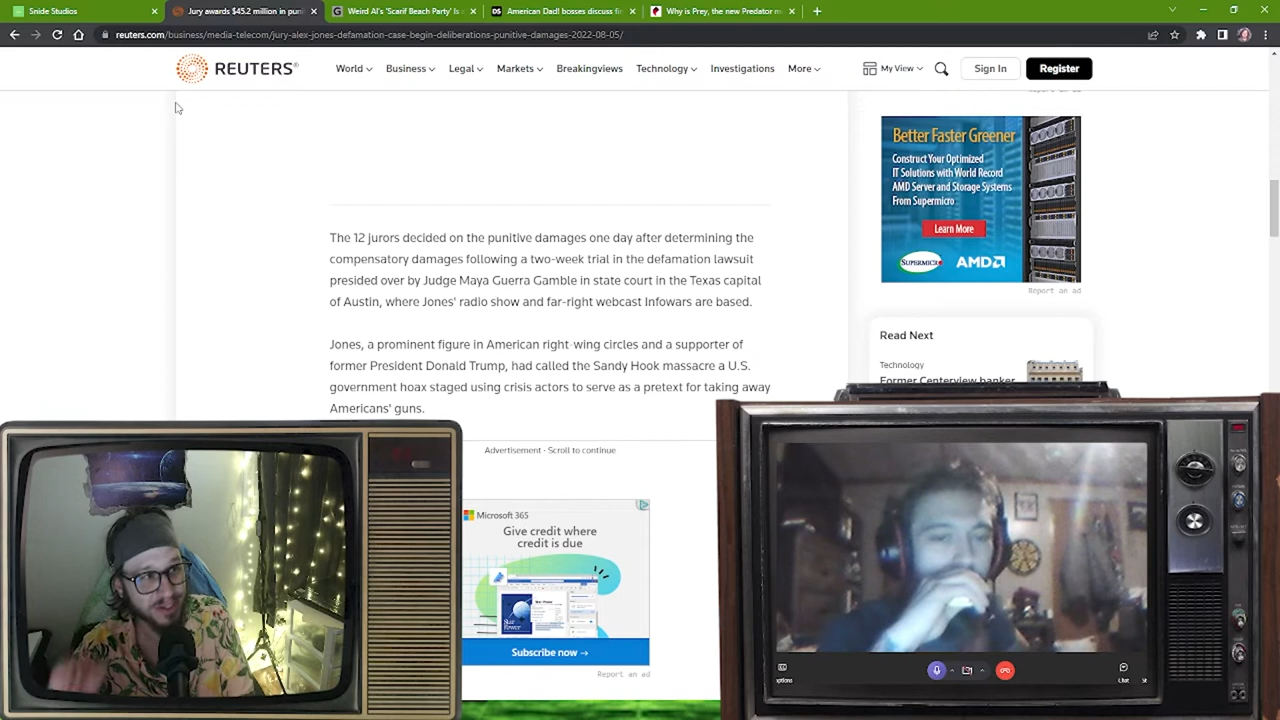 Snide Studios
Jury awards $45.2 million in puni
Weird Al's 'Scarif Beach Party' Is
American Dad! bosses discuss fi
Why is Prey, the new Predator m
reuters.com/business/media-telecom/jury-alex-jones-defamation-case-begin-deliberations-punitive-damages-2022-08-05/
REUTERS®
World
Business
Legal
Markets
Breakingviews
Technology
Investigations
More
My View
Sign In
Register
Report an ad
Better Faster Greener
Construct Your Optimized
IT Solutions with World Record
AMD Server and Storage Systems
From Supermicro
Learn More
SUPERMICR
AMD
Report an ad
The 12 jurors decided on the punitive damages one day after determining the
compensatory damages following a two-week trial in the defamation lawsuit
presided over by Judge Maya Guerra Gamble in state court in the Texas capital
of Austin, where Jones' radio show and far-right webcast Infowars are based.
Jones, a prominent figure in American right-wing circles and a supporter of
former President Donald Trump, had called the Sandy Hook massacre a U.S.
government hoax staged using crisis actors to serve as a pretext for taking away
Americans' guns.
Read Next
Technology
Former Centerview banker
Advertisement · Scroll to continue
Microsoft 365
Give credit where
credit is due
Subscribe now →
Report an ad
ptions
Chat